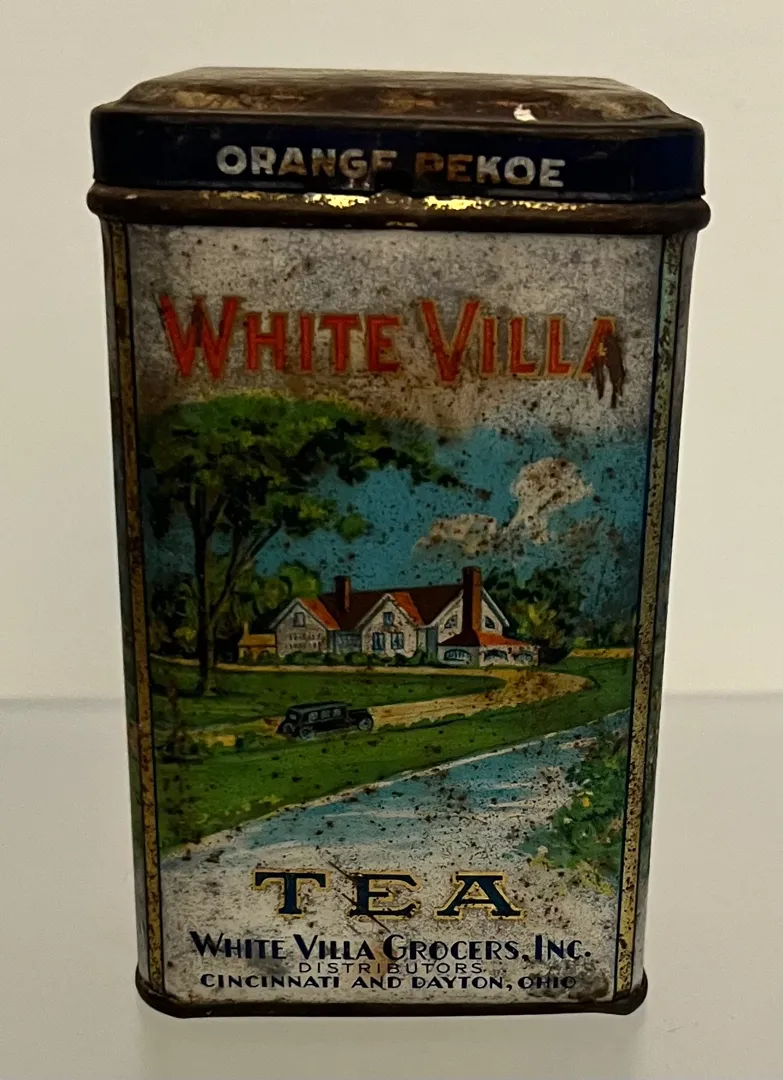 ORANGE PEKOE
WHITE VILLA
TEA
WHITE VILLA GROCERS, INC.
DISTRIBUTORS
CINCINNATI AND DAYTON, OHIO